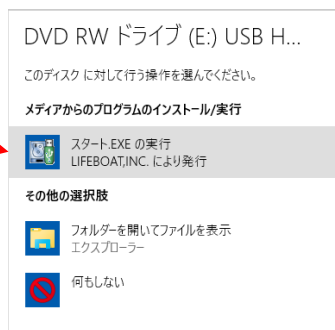 DVD RW ドライブ (E:) USB H...
このディスク に対して行う操作を選んでください。
メディアからのプログラムのインストール/実行
スタート.EXE の実行
LIFEBOAT,INC. により発行
その他の選択肢
フォルダーを開いてファイルを表示
エクスプローラー
何もしない